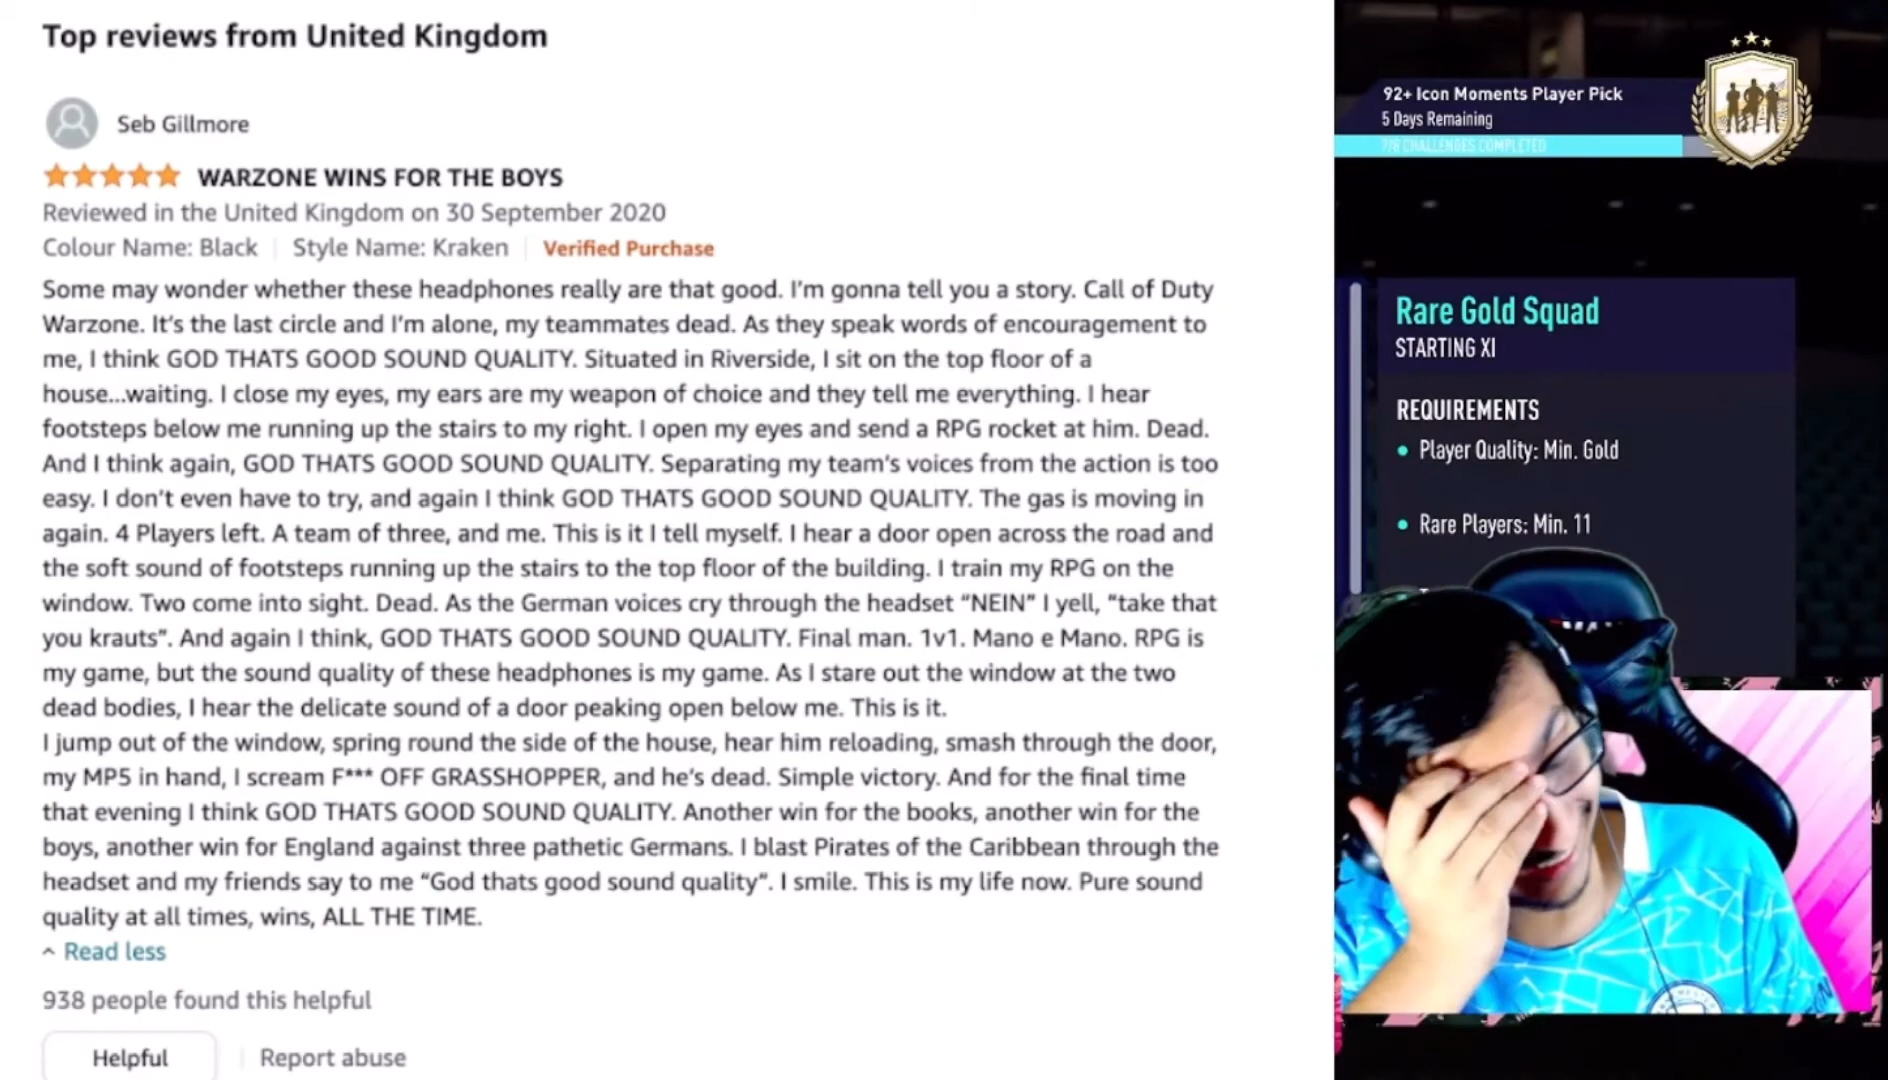 Top reviews from United Kingdom
Seb Gillmore
WARZONE WINS FOR THE BOYS
Reviewed in the United Kingdom on 30 September 2020
Colour Name: Black | Style Name: Kraken | Verified Purchase
Some may wonder whether these headphones really are that good. I'm gonna tell you a story. Call of Duty
Warzone. It's the last circle and I'm alone, my teammates dead. As they speak words of encouragement to
me, I think GOD THATS GOOD SOUND QUALITY. Situated in Riverside, I sit on the top floor of a
house...waiting. I close my eyes, my ears are my weapon of choice and they tell me everything. I hear
footsteps below me running up the stairs to my right. I open my eyes and send a RPG rocket at him. Dead.
And I think again, GOD THATS GOOD SOUND QUALITY. Separating my team's voices from the action is too
easy. I don't even have to try, and again I think GOD THATS GOOD SOUND QUALITY. The gas is moving in
again. 4 Players left. A team of three, and me. This is it I tell myself. I hear a door open across the road and
the soft sound of footsteps running up the stairs to the top floor of the building. I train my RPG on the
window. Two come into sight. Dead. As the German voices cry through the headset “NEIN” I yell, “take that
you krauts”. And again I think, GOD THATS GOOD SOUND QUALITY. Final man. 1v1. Mano e Mano. RPG is
my game, but the sound quality of these headphones is my game. As I stare out the window at the two
dead bodies, I hear the delicate sound of a door peaking open below me. This is it.
I jump out of the window, spring round the side of the house, hear him reloading, smash through the door,
my MP5 in hand, I scream F*** OFF GRASSHOPPER, and he's dead. Simple victory. And for the final time
that evening I think GOD THATS GOOD SOUND QUALITY. Another win for the books, another win for the
boys, another win for England against three pathetic Germans. I blast Pirates of the Caribbean through the
headset and my friends say to me “God thats good sound quality”. I smile. This is my life now. Pure sound
quality at all times, wins, ALL THE TIME.
Read less
938 people found this helpful
Helpful | Report abuse
92+ Icon Moments Player Pick
5 Days Remaining
7/8 CHALLENGES COMPLETED
Rare Gold Squad
STARTING XI
REQUIREMENTS
• Player Quality: Min. Gold
• Rare Players: Min. 11